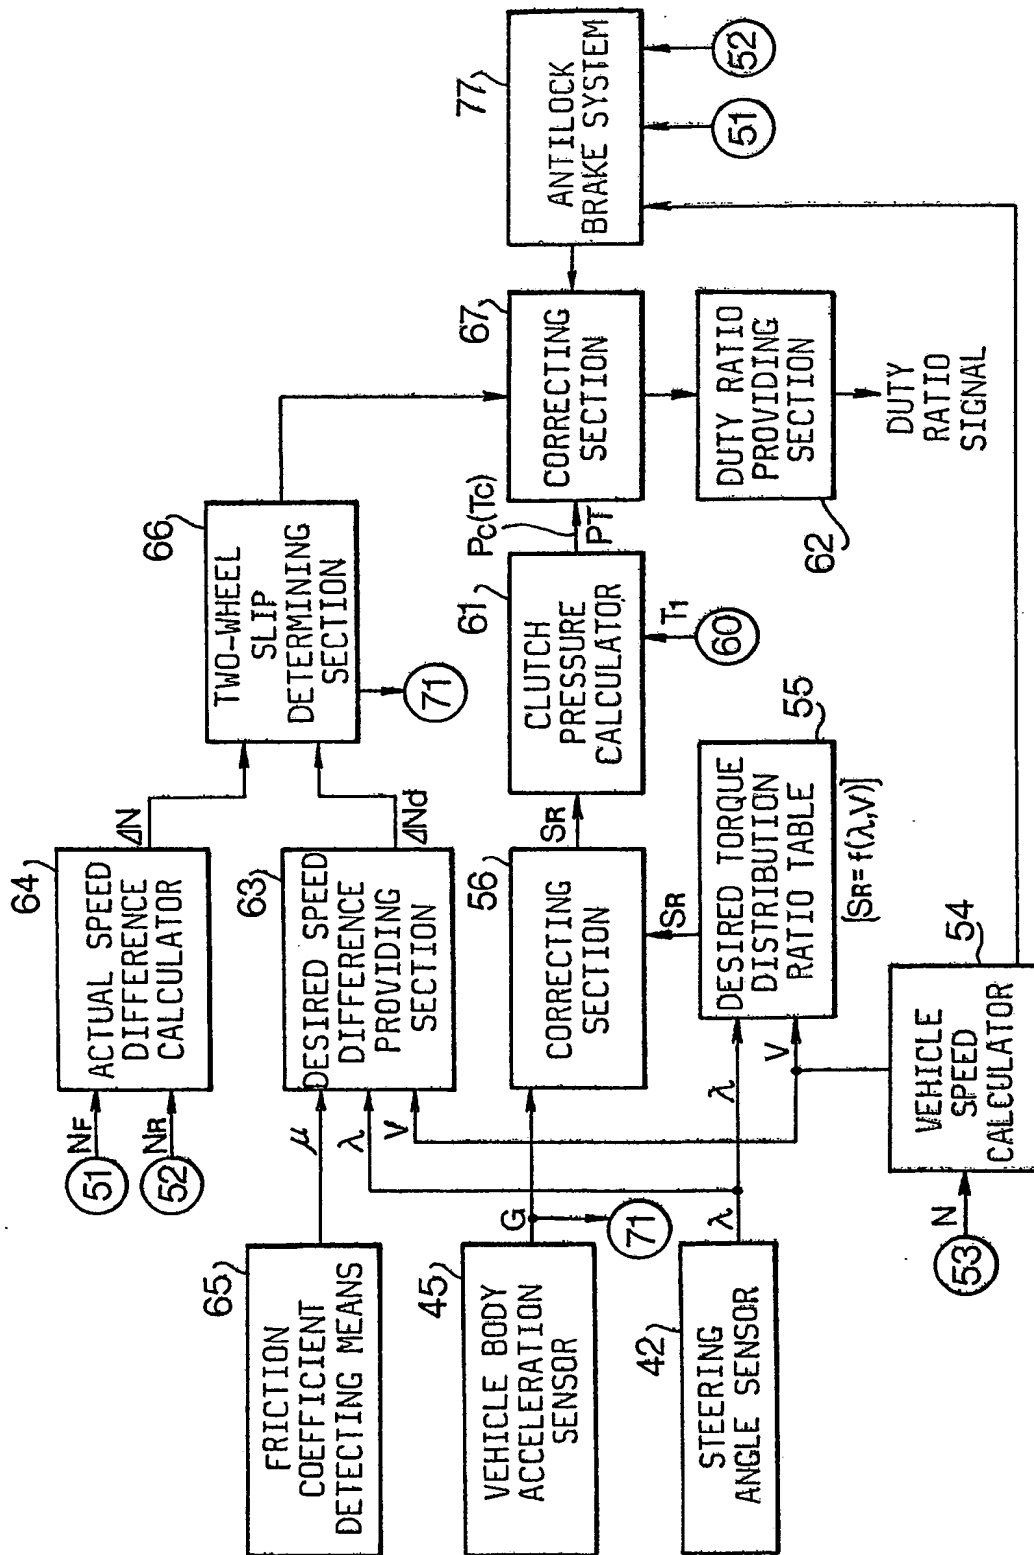 51
NF
52
NR
64
ACTUAL SPEED
DIFFERENCE
CALCULATOR
ΔN
66
TWO-WHEEL
SLIP
DETERMINING
SECTION
71
65
FRICTION
COEFFICIENT
DETECTING MEANS
μ
λ
V
63
DESIRED SPEED
DIFFERENCE
PROVIDING
SECTION
ΔNd
45
VEHICLE BODY
ACCELERATION
SENSOR
G
71
56
CORRECTING
SECTION
SR
61
CLUTCH
PRESSURE
CALCULATOR
Pc(Tc)
PT
T1
60
67
CORRECTING
SECTION
77
ANTILOCK
BRAKE SYSTEM
51
52
42
STEERING
ANGLE SENSOR
λ
λ
V
SR
55
DESIRED TORQUE
DISTRIBUTION
RATIO TABLE
[SR=f(λ,V)]
62
DUTY RATIO
PROVIDING
SECTION
DUTY
RATIO
SIGNAL
53
N
54
VEHICLE
SPEED
CALCULATOR